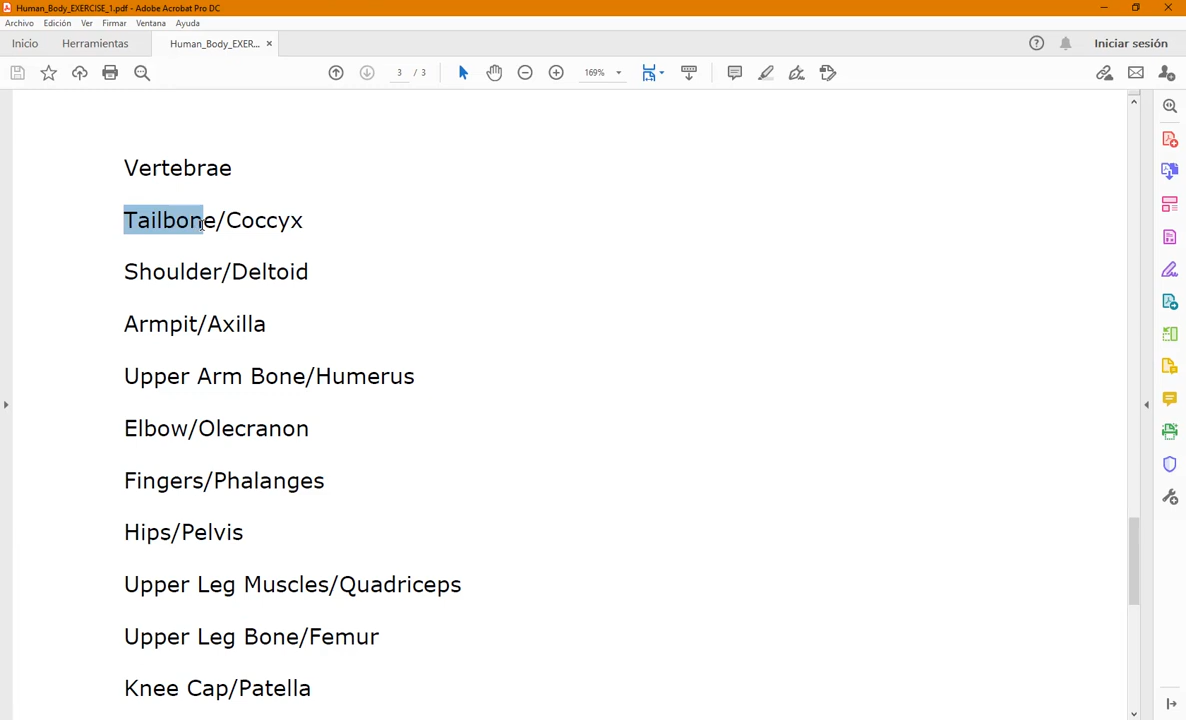 Human_Body_EXERCISE_1.pdf - Adobe Acrobat Pro DC
Archivo Edición Ver Firmar Ventana Ayuda
Inicio Herramientas Human_Body_EXER... × Iniciar sesión
3 / 3 169%
Vertebrae
Tailbone/Coccyx
Shoulder/Deltoid
Armpit/Axilla
Upper Arm Bone/Humerus
Elbow/Olecranon
Fingers/Phalanges
Hips/Pelvis
Upper Leg Muscles/Quadriceps
Upper Leg Bone/Femur
Knee Cap/Patella